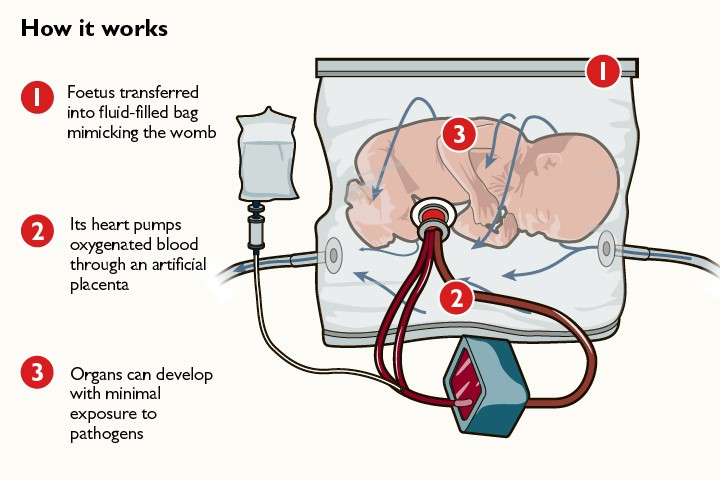 How it works
1
Foetus transferred
into fluid-filled bag
mimicking the womb
2
Its heart pumps
oxygenated blood
through an artificial
placenta
3
Organs can develop
with minimal
exposure to
pathogens
1
3
2